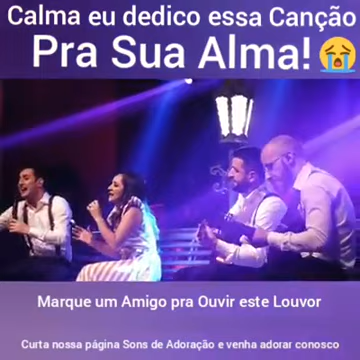 Calma eu dedico essa Canção
Pra Sua Alma! 😭
Marque um Amigo pra Ouvir este Louvor
Curta nossa página Sons de Adoração e venha adorar conosco